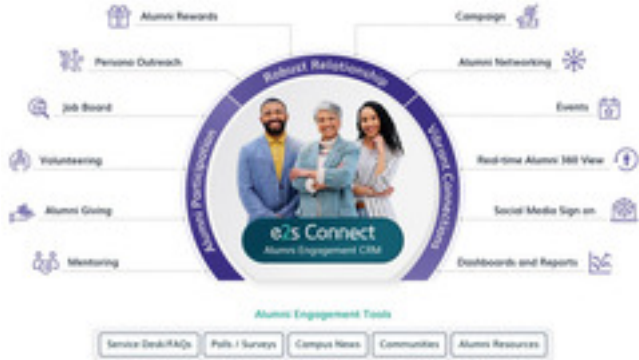 Alumni Rewards
Campaign
Persona Outreach
Alumni Networking
Job Board
Events
Volunteering
Real-time Alumni 360 View
Alumni Giving
Social Media Sign on
Mentoring
Dashboards and Reports
Alumni Participation
Robust Relationship
Vibrant Connections
e2s Connect
Alumni Engagement CRM
Alumni Engagement Tools
Service Desk/FAQs
Polls / Surveys
Campus News
Communities
Alumni Resources